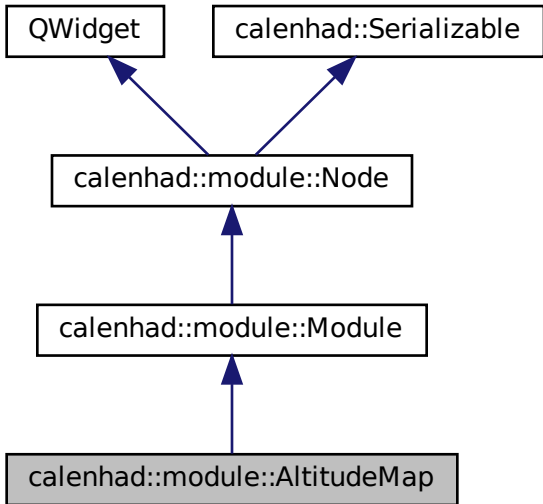 QWidget
calenhad::Serializable
calenhad::module::Node
calenhad::module::Module
calenhad::module::AltitudeMap